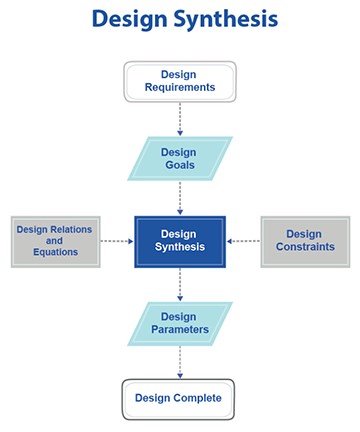 Design Synthesis
Design
Requirements
Design
Goals
Design Relations
and
Equations
Design
Synthesis
Design
Constraints
Design
Parameters
Design Complete